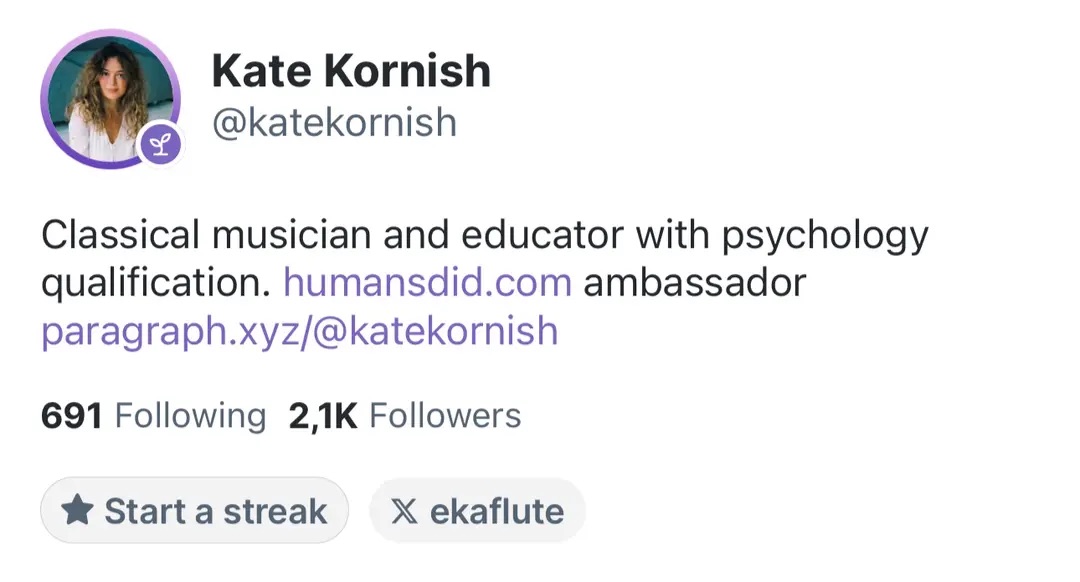 Kate Kornish
@katekornish
Classical musician and educator with psychology
qualification. humansdid.com ambassador
paragraph.xyz/@katekornish
691 Following 2,1K Followers
Start a streak
X ekaflute